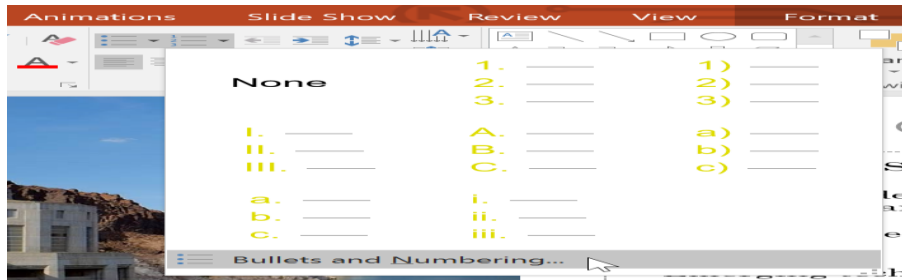 Animations Slide Show Review View Format
None
1.
2.
3.
1)
2)
3)
I.
II.
III.
A.
B.
C.
a)
b)
c)
a.
b.
c.
i.
ii.
iii.
Bullets and Numbering...